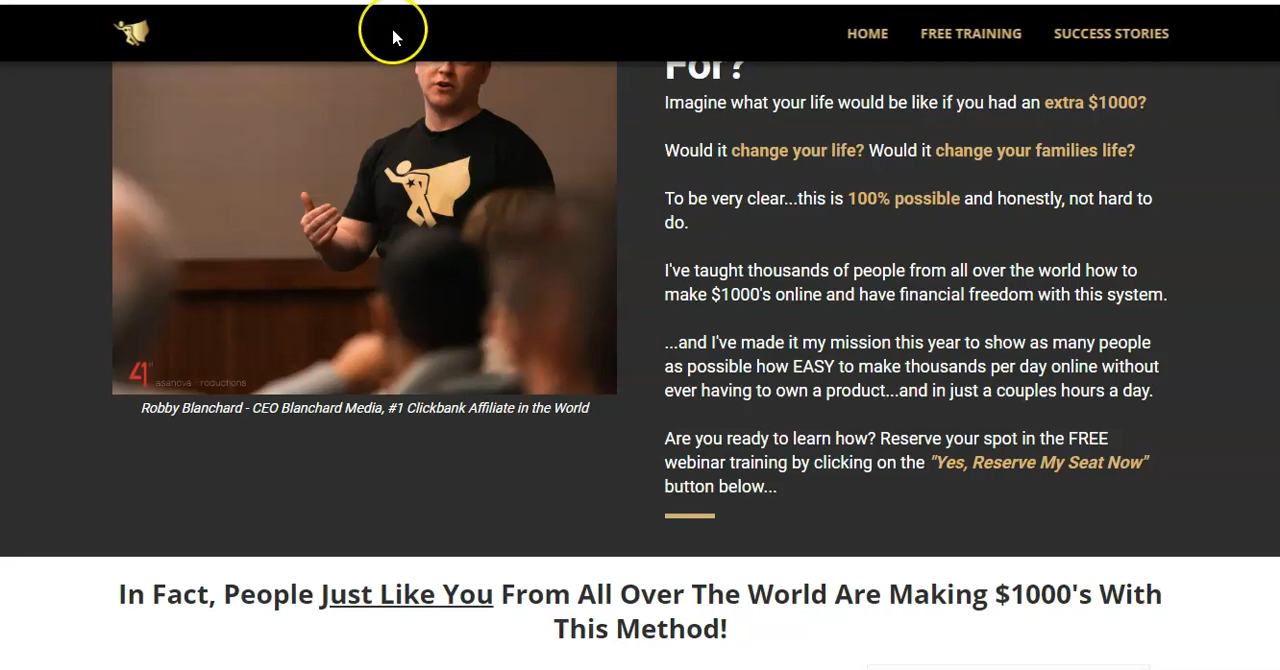 HOME FREE TRAINING SUCCESS STORIES
For?
Imagine what your life would be like if you had an extra $1000?
Would it change your life? Would it change your families life?
To be very clear...this is 100% possible and honestly, not hard to
do.
I've taught thousands of people from all over the world how to
make $1000's online and have financial freedom with this system.
...and I've made it my mission this year to show as many people
as possible how EASY to make thousands per day online without
ever having to own a product...and in just a couples hours a day.
Are you ready to learn how? Reserve your spot in the FREE
webinar training by clicking on the "Yes, Reserve My Seat Now"
button below...
41
asanova roductions
Robby Blanchard - CEO Blanchard Media, #1 Clickbank Affiliate in the World
In Fact, People Just Like You From All Over The World Are Making $1000's With
This Method!